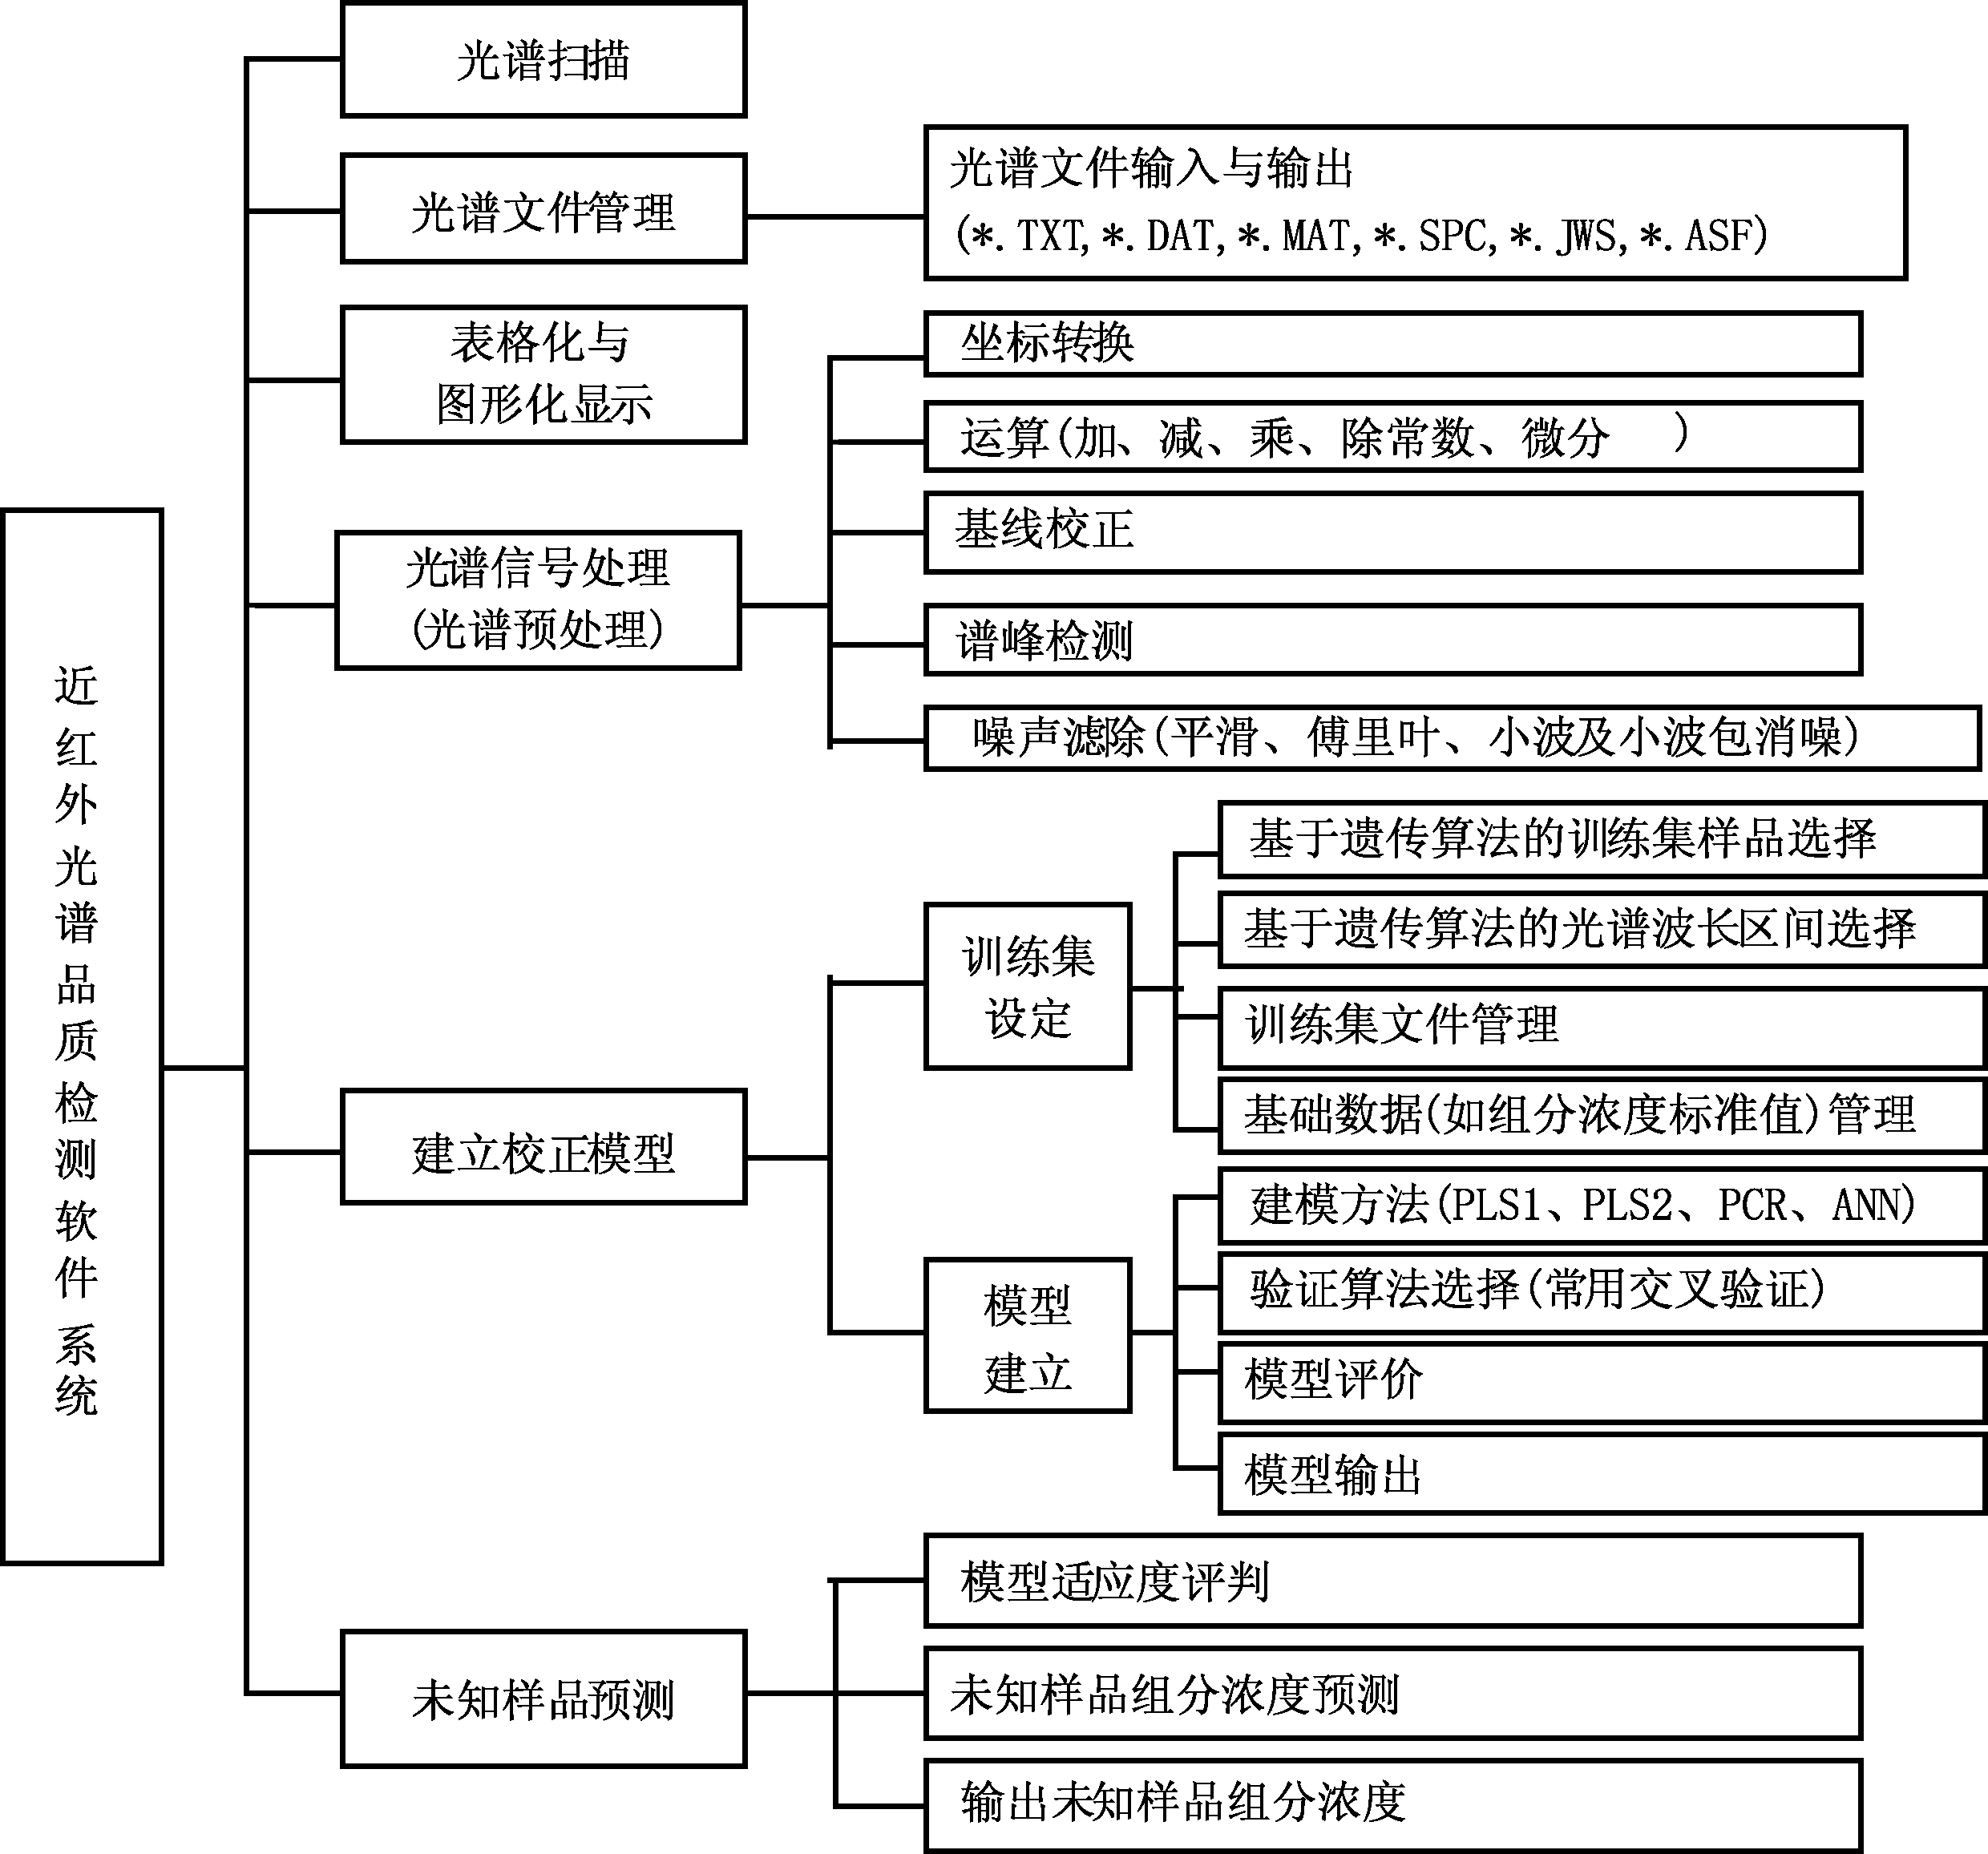 近红外光谱品质检测软件系统
光谱扫描
光谱文件管理
光谱文件输入与输出
(*.TXT,*.DAT,*.MAT,*.SPC,*.JWS,*.ASF)
表格化与
图形化显示
光谱信号处理
(光谱预处理)
坐标转换
运算(加、减、乘、除常数、微分    )
基线校正
谱峰检测
噪声滤除(平滑、傅里叶、小波及小波包消噪)
建立校正模型
训练集
设定
基于遗传算法的训练集样品选择
基于遗传算法的光谱波长区间选择
训练集文件管理
基础数据(如组分浓度标准值)管理
模型
建立
建模方法(PLS1、PLS2、PCR、ANN)
验证算法选择(常用交叉验证)
模型评价
模型输出
未知样品预测
模型适应度评判
未知样品组分浓度预测
输出未知样品组分浓度